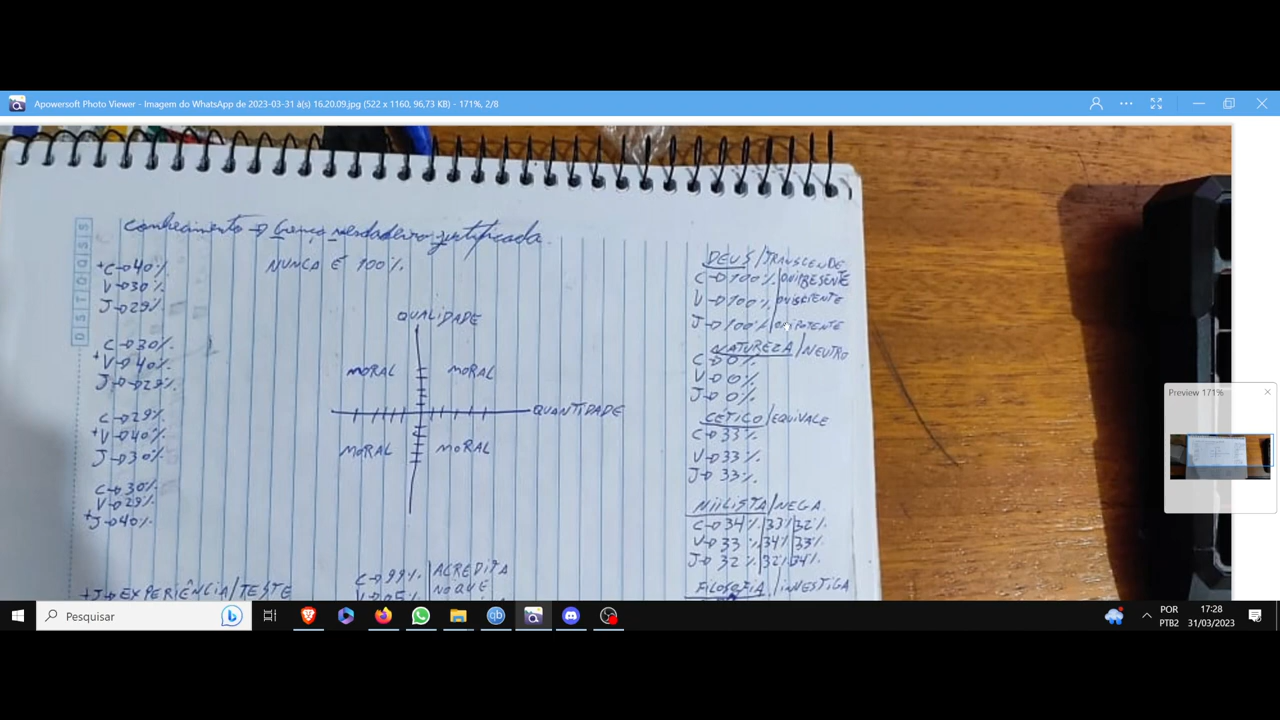 Apowersoft Photo Viewer - Imagem do WhatsApp de 2023-03-31 à(s) 16.20.09.jpg (522 x 1160, 96,73 KB) - 171%, 2/8
D S T Q Q S S
Conhecimento → Crença verdadeira justificada
NUNCA É 100%.
+C→40%
V→30%
J→29%
C→30%
+V→40%
J→29%
C→29%
+V→40%
J→30%
C→30%
V→29%
+J→40%
+J→EXPERIÊNCIA/TESTE
QUALIDADE
MORAL MORAL
QUANTIDADE
MORAL MORAL
C→99% | ACREDITA
NO QUE
DEUS/TRANSCENDE
C→100%/ONIPRESENTE
V→100%/ONISCIENTE
J→100%/ONIPOTENTE
NATUREZA/NEUTRO
C→0%
V→0%
J→0%
CÉTICO/EQUIVALE
C→33%
V→33%
J→33%
NIILISTA/NEGA
C→34%|33%|32%
V→33%|34%|33%
J→32%|32%|34%
FILOSOFIA/INVESTIGA
Preview 171%
Pesquisar
POR
PTB2
17:28
31/03/2023